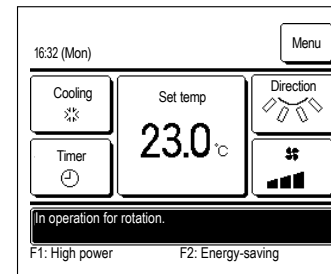 16:32 (Mon)
Menu
Cooling
Set temp
Direction
23.0 °C
Timer
In operation for rotation.
F1: High power
F2: Energy-saving